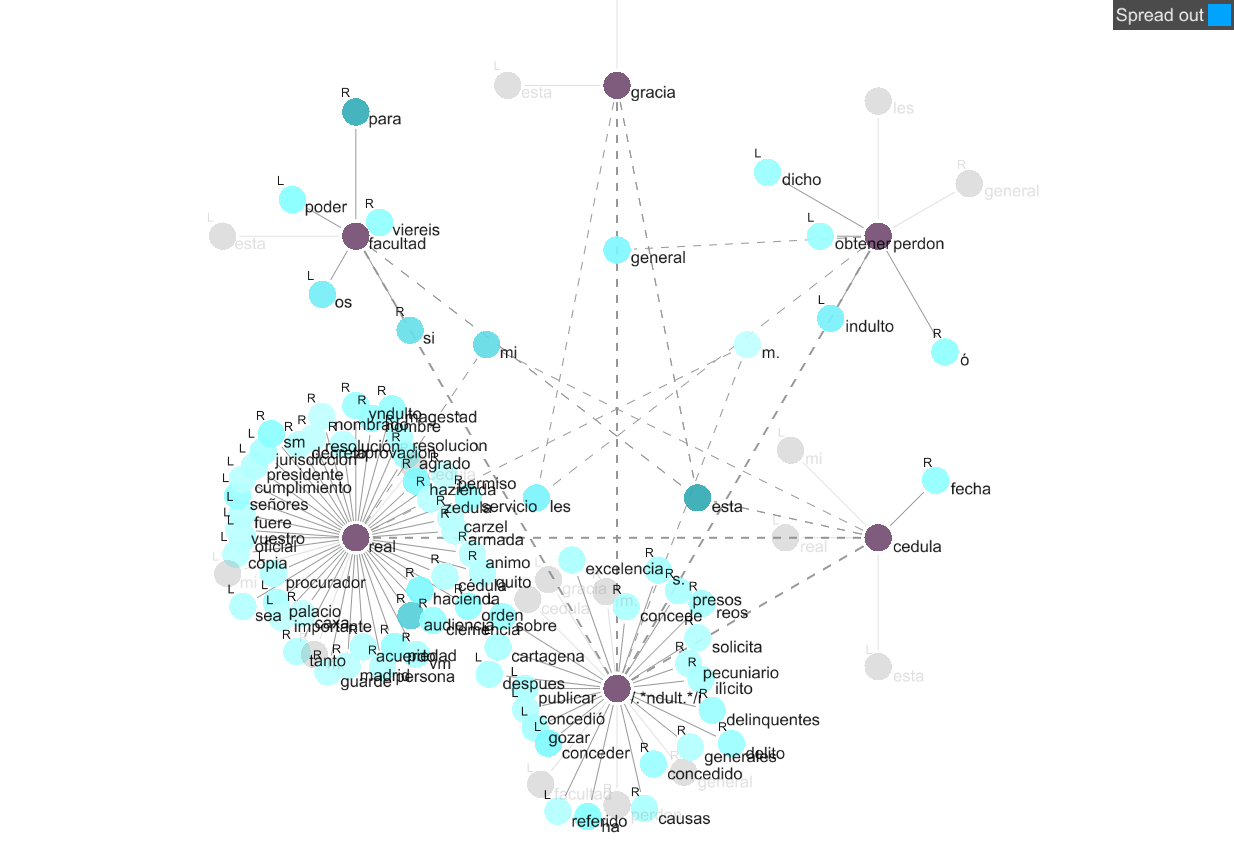 Spread out
L
esta
gracia
R
para
les
L
dicho
R
general
L
poder
R
viereis
L
esta
facultad
L
obtener
perdon
general
L
os
R
si
L
indulto
mi
m.
R
ó
R
yndulto
R
magestad
R
nombrado
nombre
L
sm
R
resolución
R
resolucion
decreto
aprovacion
L
jurisdiccion
R
agrado
cedula
mi
L
presidente
R
hazienda
permiso
R
fecha
L
cumplimiento
zedula
servicio
les
esta
L
señores
carzel
L
fuere
R
armada
L
vuestro
real
real
cedula
L
oficial
animo
excelencia
R
s.
L
copia
R
cédula
quito
gracia
R
presos
mi
L
procurador
R
hacienda
cedula
m.
R
reos
L
sea
L
palacio
R
orden
concede
importante
caxa
R
audiencia
clemencia
sobre
R
solicita
R
tanto
R
acuerdo
R
piedad
vm
cartagena
R
pecuniario
esta
guarde
madrid
persona
L
despues
R
ilícito
L
publicar
/.*ndult.*/i
L
concedió
R
delinquentes
L
gozar
conceder
R
generales
R
delito
R
concedido
R
general
L
facultad
L
referido
ha
R
perdon
R
causas